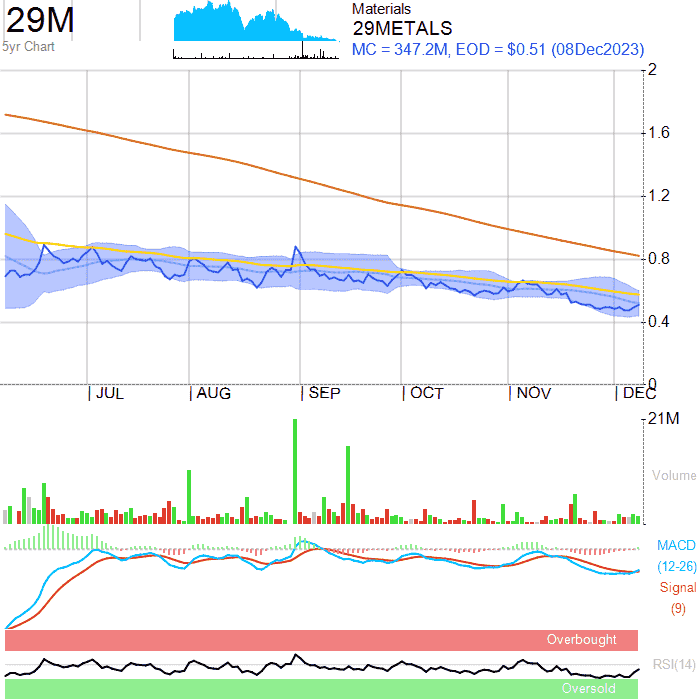 29M
5yr Chart
Materials
29METALS
MC = 347.2M, EOD = $0.51 (08Dec2023)
2
1.6
1.2
0.8
0.4
0
JUL AUG SEP OCT NOV DEC
21M
Volume
MACD
(12-26)
Signal
(9)
Overbought
RSI(14)
Oversold